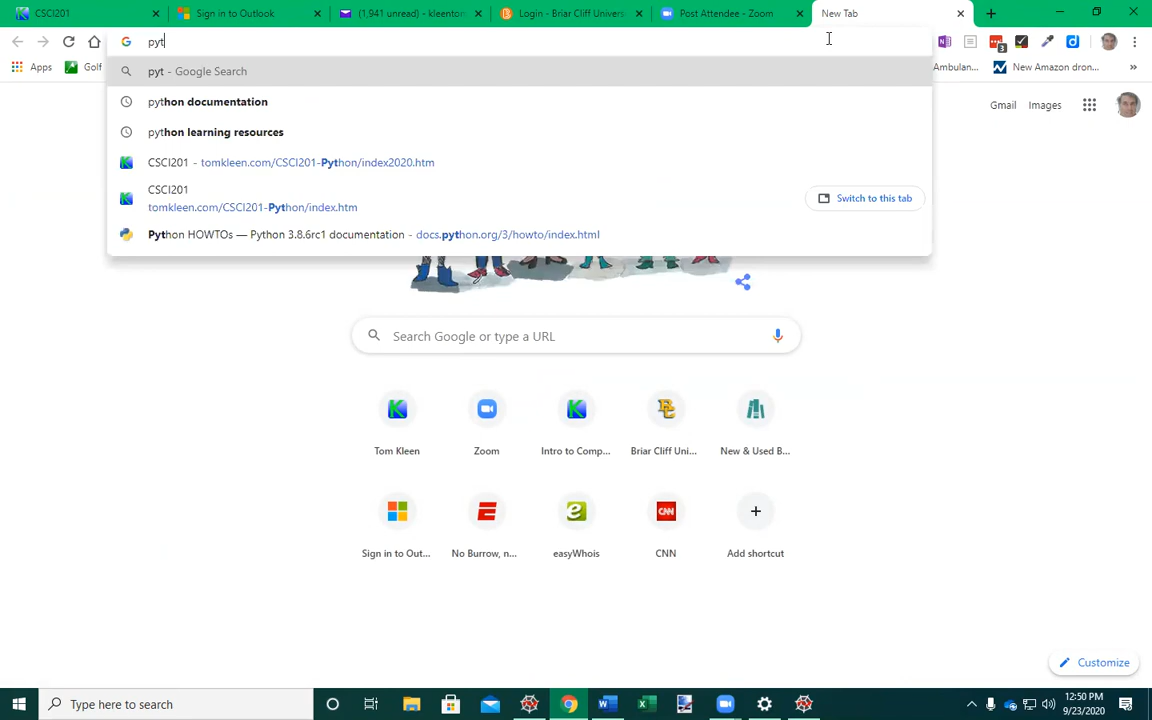 CSCI201
Sign in to Outlook
(1,941 unread) - kleentom
Login - Briar Cliff Univers
Post Attendee - Zoom
New Tab
pyt
3
Apps
Golf
Ambulan...
New Amazon dron...
»
pyt - Google Search
python documentation
python learning resources
CSCI201 - tomkleen.com/CSCI201-Python/index2020.htm
CSCI201
tomkleen.com/CSCI201-Python/index.htm
Switch to this tab
Python HOWTOs — Python 3.8.6rc1 documentation - docs.python.org/3/howto/index.html
Gmail
Images
Search Google or type a URL
Tom Kleen
Zoom
Intro to Comp...
Briar Cliff Uni...
New & Used B...
Sign in to Out...
No Burrow, n...
easyWhois
CNN
Add shortcut
Customize
Type here to search
12:50 PM
9/23/2020